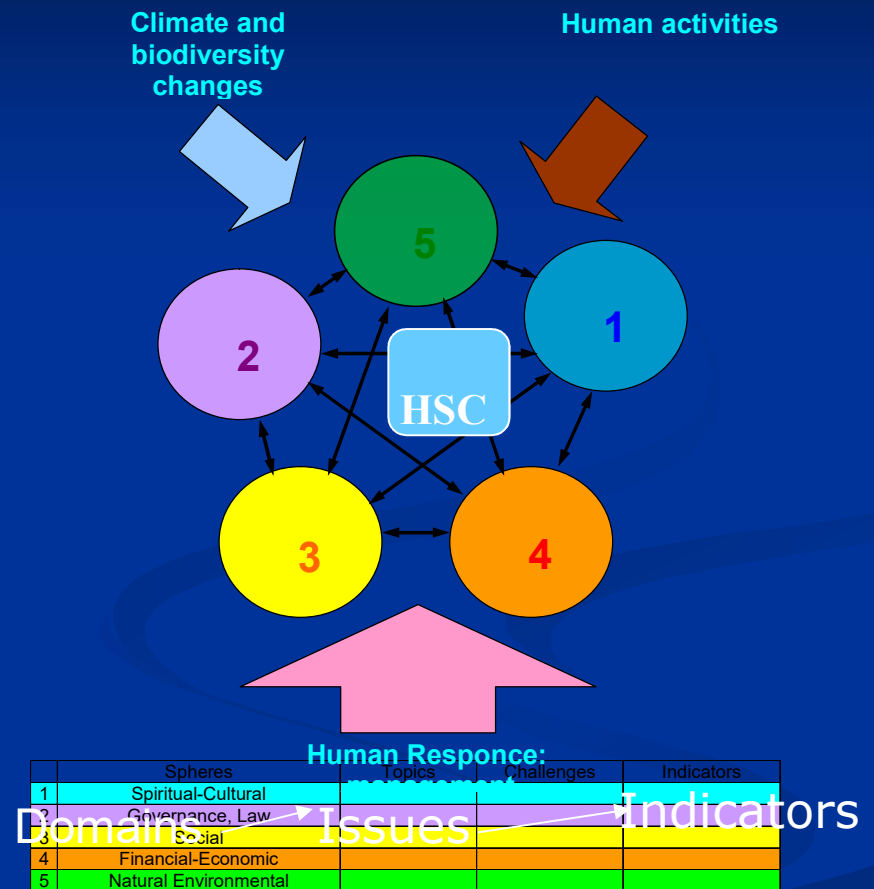 Climate and
biodiversity
changes
Human activities
5
1
2
HSC
3
4
Human Responce:
management
Spheres Topics Challenges Indicators
1 Spiritual-Cultural
2 Governance, Law
3 Social
4 Financial-Economic
5 Natural Environmental
Domains Issues Indicators